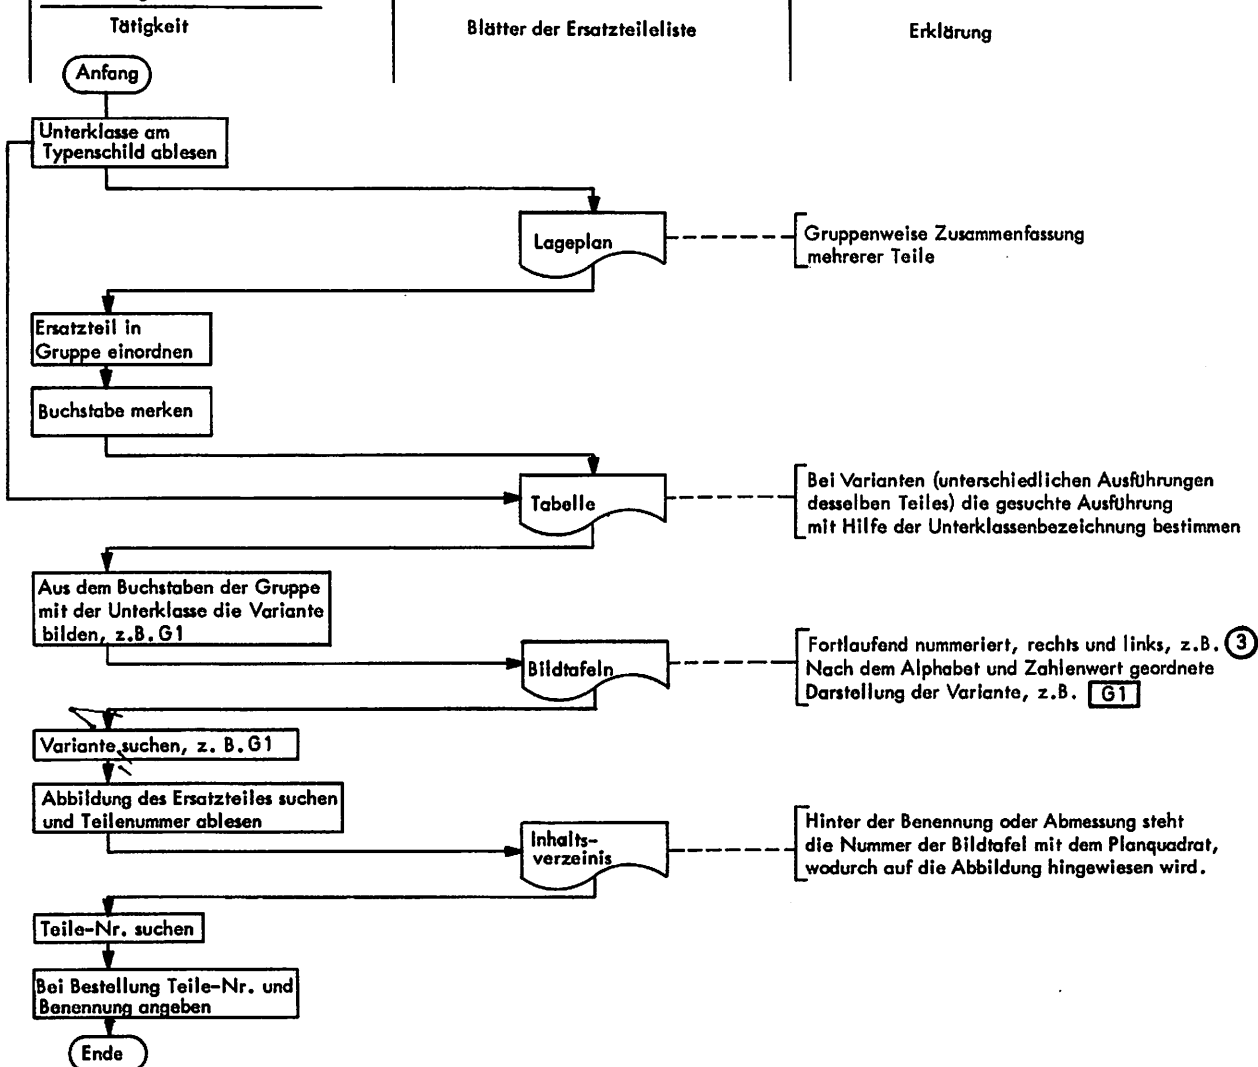 Tätigkeit
Blätter der Ersatzteileliste
Erklärung
Anfang
Unterklasse am
Typenschild ablesen
Lageplan
Gruppenweise Zusammenfassung
mehrerer Teile
Ersatzteil in
Gruppe einordnen
Buchstabe merken
Tabelle
Bei Varianten (unterschiedlichen Ausführungen
desselben Teiles) die gesuchte Ausführung
mit Hilfe der Unterklassenbezeichnung bestimmen
Aus dem Buchstaben der Gruppe
mit der Unterklasse die Variante
bilden, z.B. G1
Bildtafeln
Fortlaufend nummeriert, rechts und links, z.B. 3
Nach dem Alphabet und Zahlenwert geordnete
Darstellung der Variante, z.B. G1
Variante suchen, z. B. G1
Abbildung des Ersatzteiles suchen
und Teilenummer ablesen
Inhalts-
verzeinis
Hinter der Benennung oder Abmessung steht
die Nummer der Bildtafel mit dem Planquadrat,
wodurch auf die Abbildung hingewiesen wird.
Teile-Nr. suchen
Bei Bestellung Teile-Nr. und
Benennung angeben
Ende